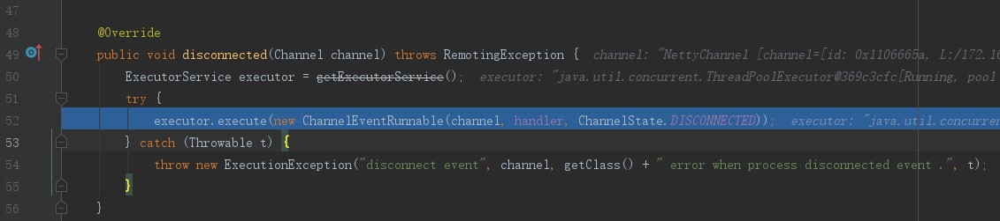 47
48 @Override
49 public void disconnected(Channel channel) throws RemotingException { channel: "NettyChannel [channel=[id: 0x1106665a, L:/172.16
50 ExecutorService executor = getExecutorService(); executor: "java.util.concurrent.ThreadPoolExecutor@369c3cfc[Running, pool
51 try {
52 executor.execute(new ChannelEventRunnable(channel, handler, ChannelState.DISCONNECTED)); executor: "java.util.concurren
53 } catch (Throwable t) {
54 throw new ExecutionException("disconnect event", channel, getClass() + " error when process disconnected event .", t);
55 }
56 }